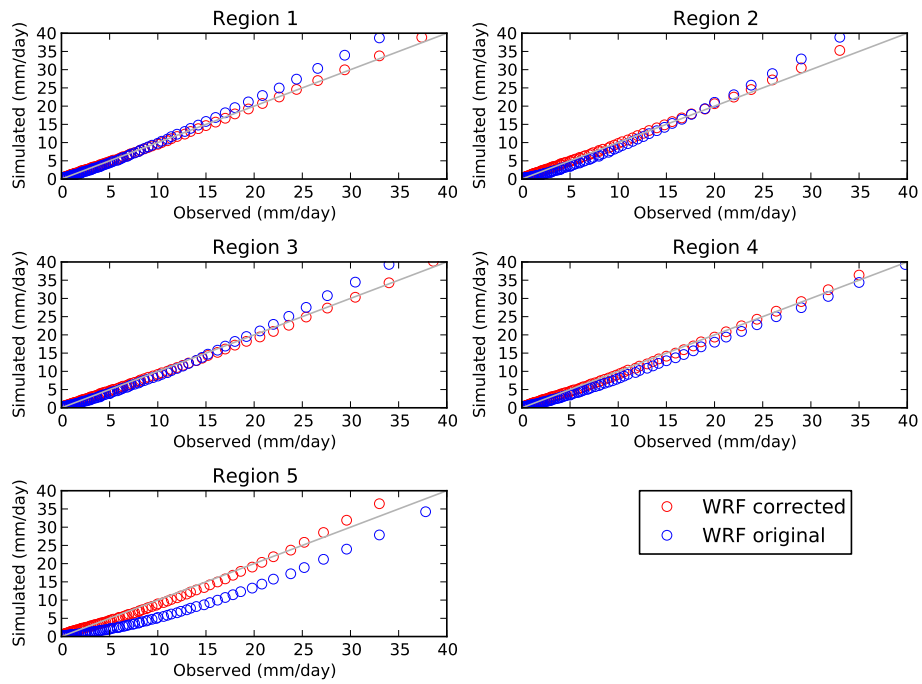 Region 1
Simulated (mm/day)
40
35
30
25
20
15
10
5
0
0 5 10 15 20 25 30 35 40
Observed (mm/day)
Region 2
Simulated (mm/day)
40
35
30
25
20
15
10
5
0
0 5 10 15 20 25 30 35 40
Observed (mm/day)
Region 3
Simulated (mm/day)
40
35
30
25
20
15
10
5
0
0 5 10 15 20 25 30 35 40
Observed (mm/day)
Region 4
Simulated (mm/day)
40
35
30
25
20
15
10
5
0
0 5 10 15 20 25 30 35 40
Observed (mm/day)
Region 5
Simulated (mm/day)
40
35
30
25
20
15
10
5
0
0 5 10 15 20 25 30 35 40
Observed (mm/day)
WRF corrected
WRF original